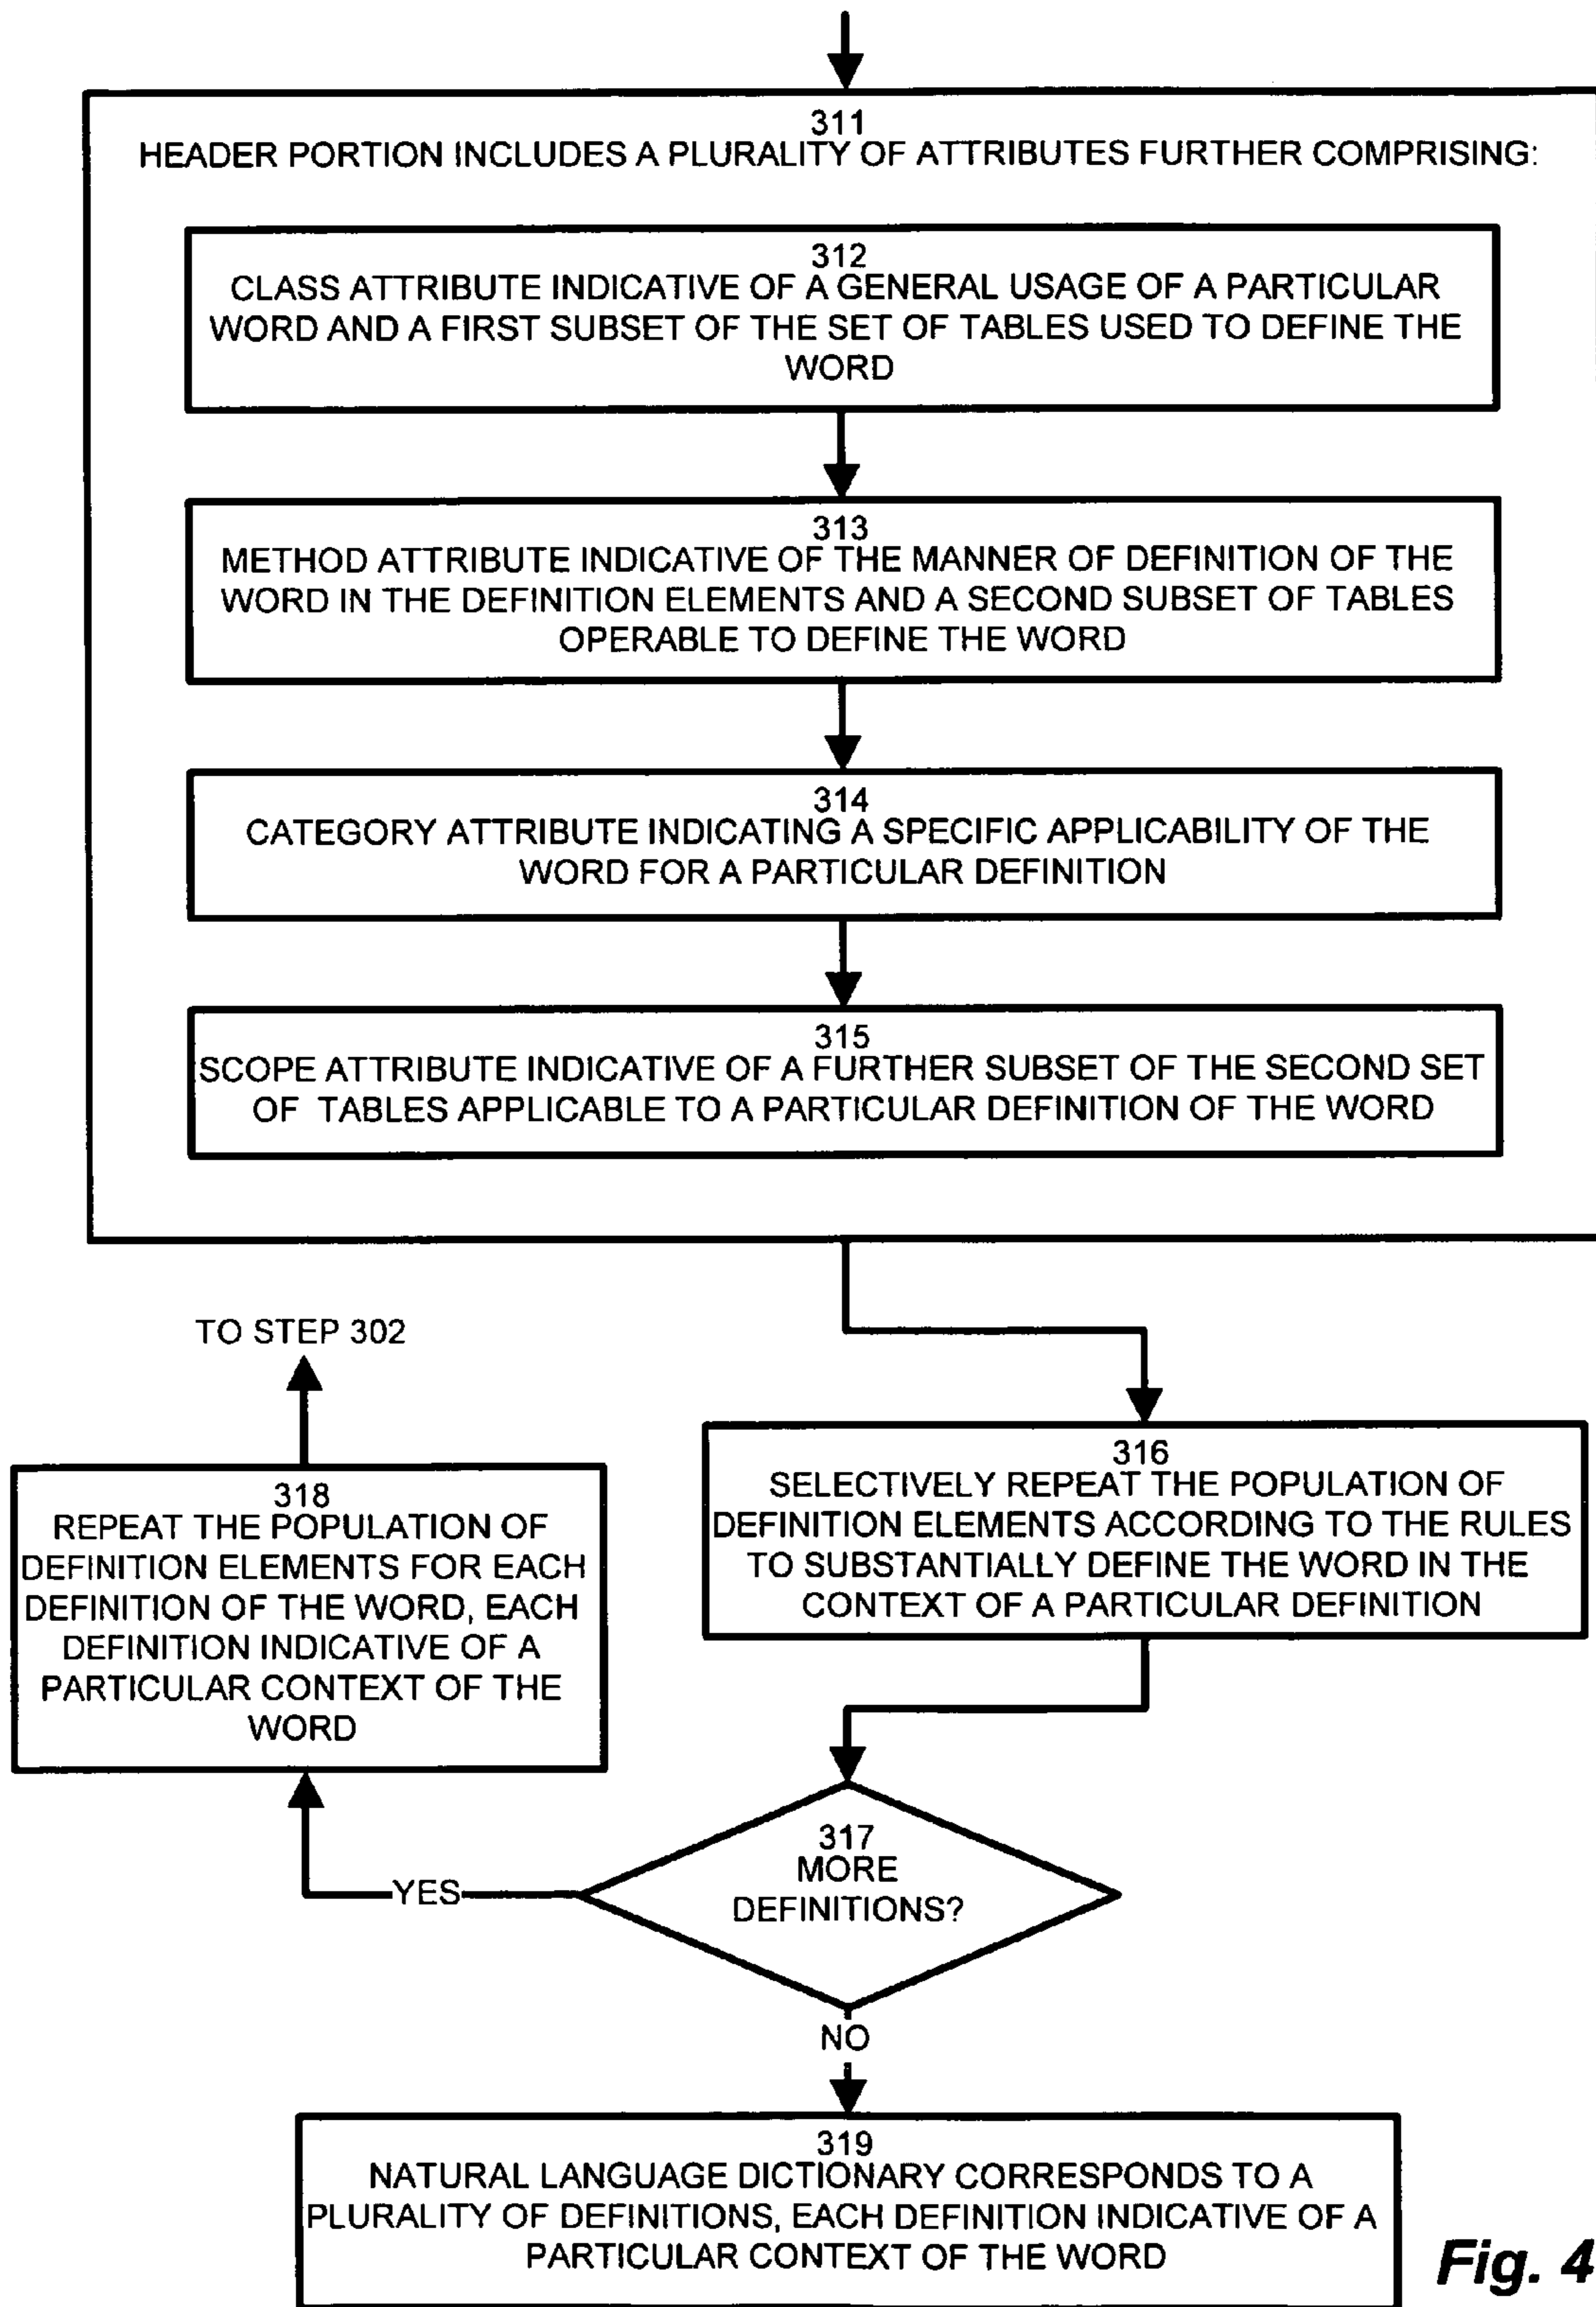 311
HEADER PORTION INCLUDES A PLURALITY OF ATTRIBUTES FURTHER COMPRISING:
312
CLASS ATTRIBUTE INDICATIVE OF A GENERAL USAGE OF A PARTICULAR
WORD AND A FIRST SUBSET OF THE SET OF TABLES USED TO DEFINE THE
WORD
313
METHOD ATTRIBUTE INDICATIVE OF THE MANNER OF DEFINITION OF THE
WORD IN THE DEFINITION ELEMENTS AND A SECOND SUBSET OF TABLES
OPERABLE TO DEFINE THE WORD
314
CATEGORY ATTRIBUTE INDICATING A SPECIFIC APPLICABILITY OF THE
WORD FOR A PARTICULAR DEFINITION
315
SCOPE ATTRIBUTE INDICATIVE OF A FURTHER SUBSET OF THE SECOND SET
OF TABLES APPLICABLE TO A PARTICULAR DEFINITION OF THE WORD
TO STEP 302
316
SELECTIVELY REPEAT THE POPULATION OF
DEFINITION ELEMENTS ACCORDING TO THE RULES
TO SUBSTANTIALLY DEFINE THE WORD IN THE
CONTEXT OF A PARTICULAR DEFINITION
318
REPEAT THE POPULATION OF
DEFINITION ELEMENTS FOR EACH
DEFINITION OF THE WORD, EACH
DEFINITION INDICATIVE OF A
PARTICULAR CONTEXT OF THE
WORD
317
MORE
DEFINITIONS?
YES
NO
319
NATURAL LANGUAGE DICTIONARY CORRESPONDS TO A
PLURALITY OF DEFINITIONS, EACH DEFINITION INDICATIVE OF A
PARTICULAR CONTEXT OF THE WORD
Fig. 4